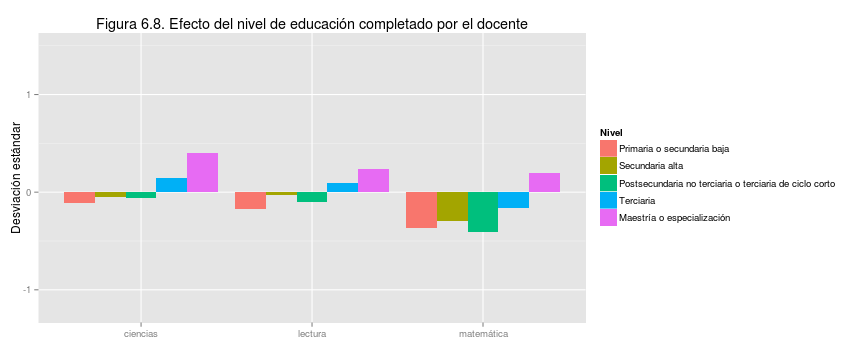 Figura 6.8. Efecto del nivel de educación completado por el docente
Desviación estándar
1
0
-1
ciencias
lectura
matemática
Nivel
Primaria o secundaria baja
Secundaria alta
Postsecundaria no terciaria o terciaria de ciclo corto
Terciaria
Maestría o especialización